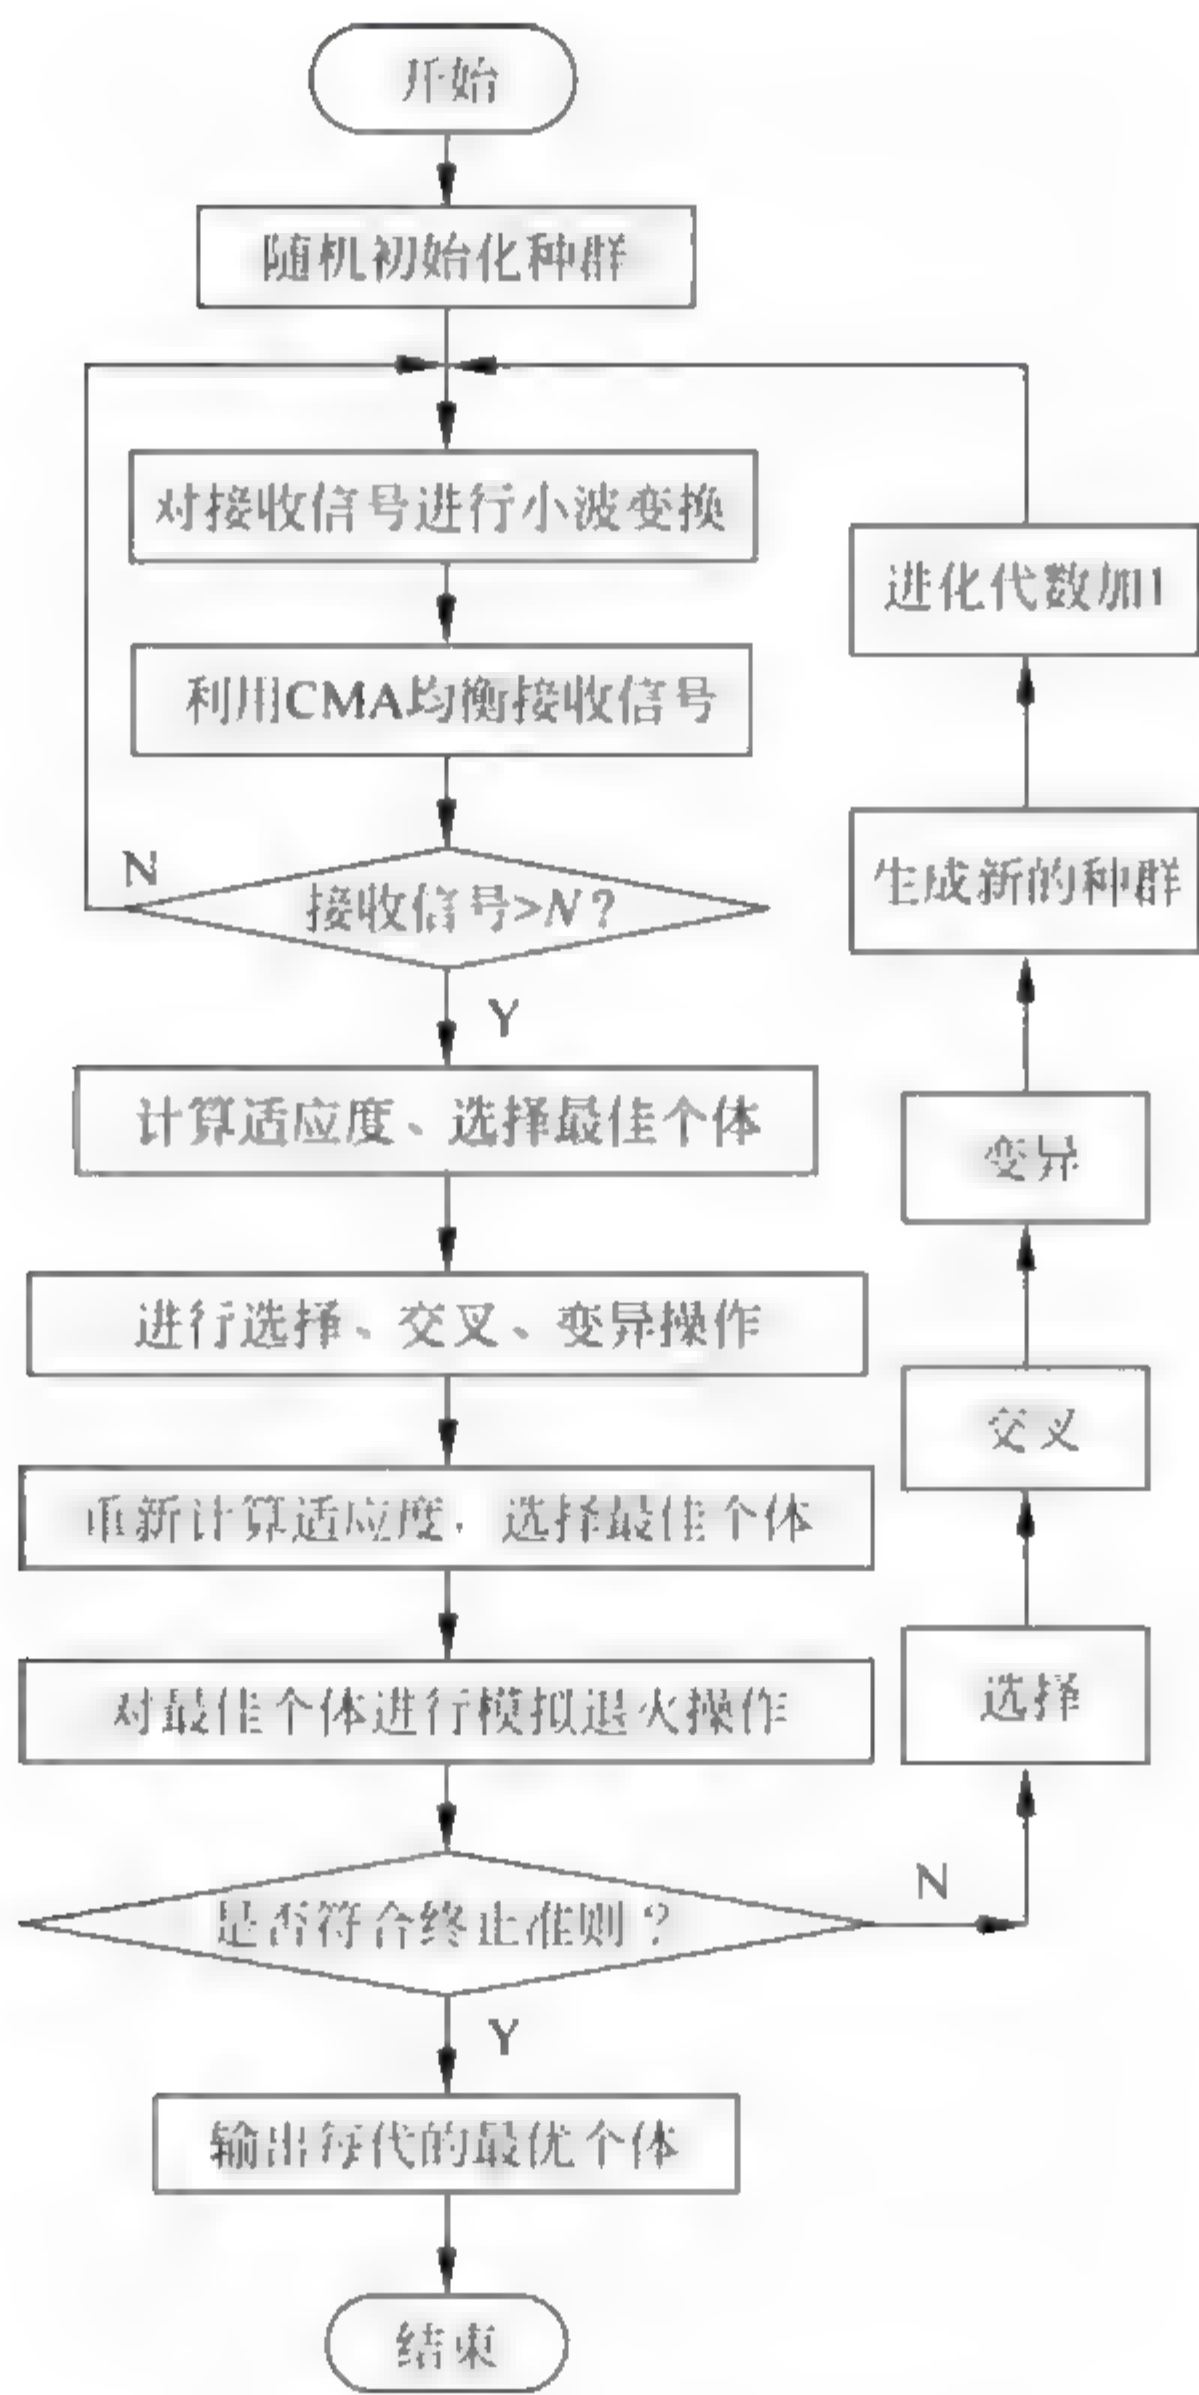 开始
随机初始化种群
对接收信号进行小波变换
利用CMA均衡接收信号
N
接收信号>N?
Y
计算适应度、选择最佳个体
进行选择、交叉、变异操作
重新计算适应度，选择最佳个体
对最佳个体进行模拟退火操作
是否符合终止准则？
N
选择
交叉
变异
生成新的种群
进化代数加1
Y
输出每代的最优个体
结束